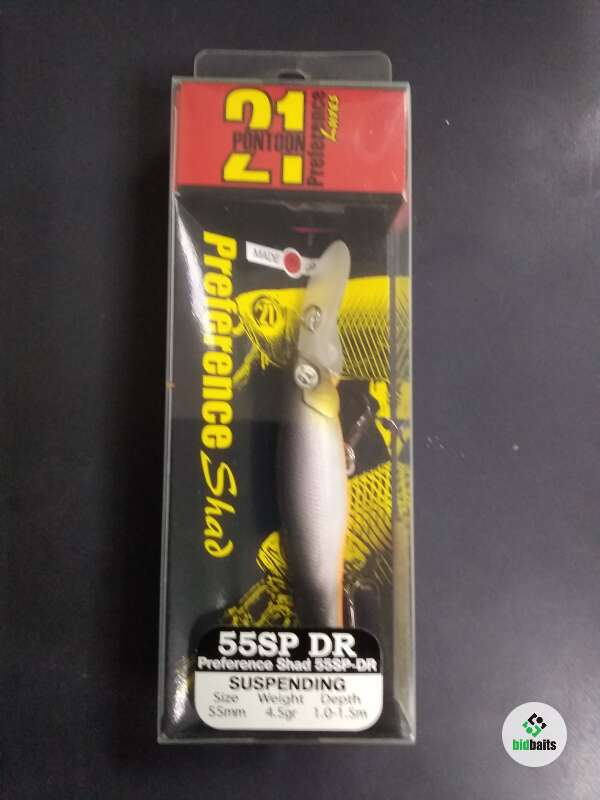 21
PONTOON
Preference
Lures
MADE
Preference Shad
55SP DR
Preference Shad 55SP-DR
SUSPENDING
Size Weight Depth
55mm 4.5gr 1.0-1.5m
bidbaits